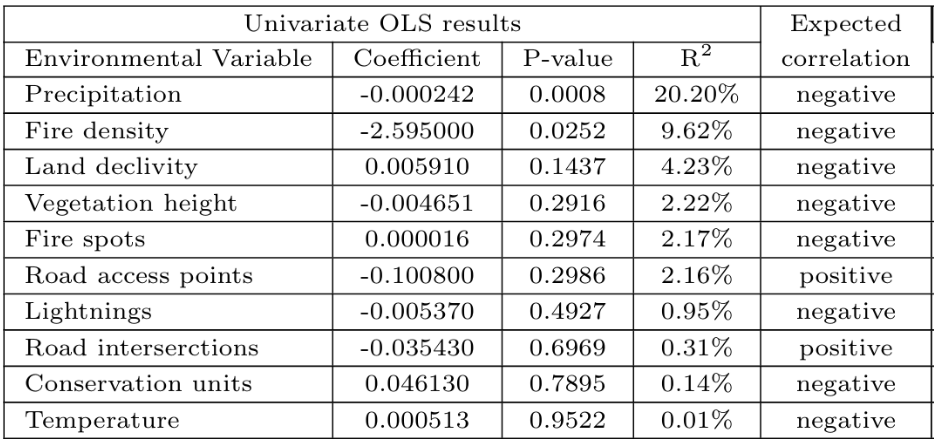 Univariate OLS results Expected
Environmental Variable Coefficient P-value R² correlation
Precipitation -0.000242 0.0008 20.20% negative
Fire density -2.595000 0.0252 9.62% negative
Land declivity 0.005910 0.1437 4.23% negative
Vegetation height -0.004651 0.2916 2.22% negative
Fire spots 0.000016 0.2974 2.17% negative
Road access points -0.100800 0.2986 2.16% positive
Lightnings -0.005370 0.4927 0.95% negative
Road interserctions -0.035430 0.6969 0.31% positive
Conservation units 0.046130 0.7895 0.14% negative
Temperature 0.000513 0.9522 0.01% negative